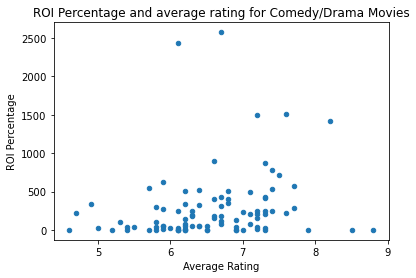 ROI Percentage and average rating for Comedy/Drama Movies
2500
2000
1500
1000
500
0
ROI Percentage
5 6 7 8 9
Average Rating